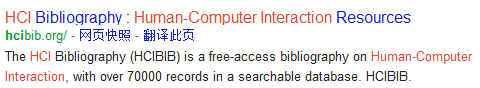 HCI Bibliography : Human-Computer Interaction Resources
hcibib.org/ - 网页快照 - 翻译此页
The HCI Bibliography (HCIBIB) is a free-access bibliography on Human-Computer
Interaction, with over 70000 records in a searchable database. HCIBIB.